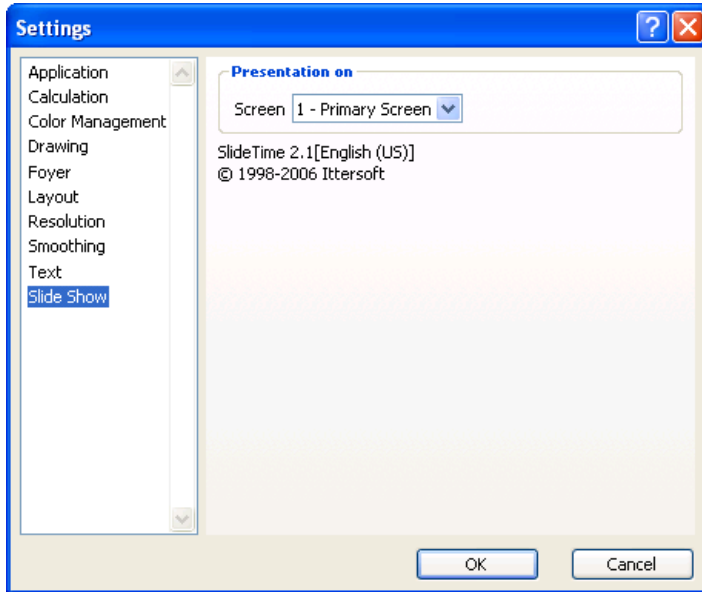 Settings
Application
Calculation
Color Management
Drawing
Foyer
Layout
Resolution
Smoothing
Text
Slide Show
Presentation on
Screen 1 - Primary Screen
SlideTime 2.1[English (US)]
© 1998-2006 Ittersoft
OK Cancel